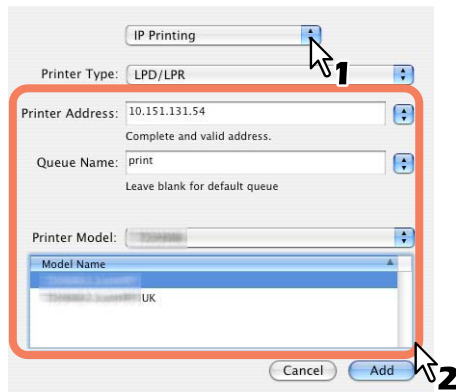 IP Printing
1
Printer Type: LPD/LPR
Printer Address: 10.151.131.54
Complete and valid address.
Queue Name: print
Leave blank for default queue
Printer Model:
Model Name
UK
Cancel Add
2